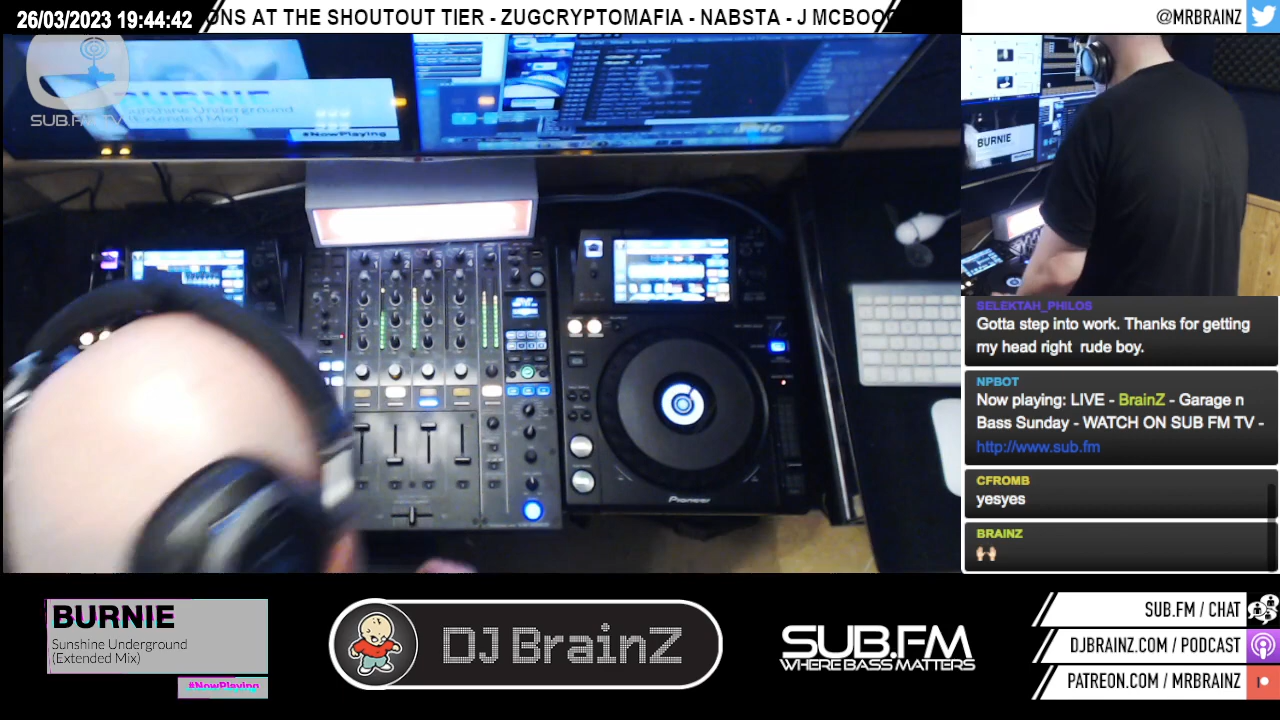 26/03/2023 19:44:42
ONS AT THE SHOUTOUT TIER - ZUGCRYPTOMAFIA - NABSTA - J MCBOO
@MRBRAINZ
SUB.FM TV
BURNIE
Sunshine Underground
(Extended Mix)
#NowPlaying
BURNIE
SELEKTAH_PHILOS
Gotta step into work. Thanks for getting
my head right rude boy.
NPBOT
Now playing: LIVE - BrainZ - Garage n
Bass Sunday - WATCH ON SUB FM TV -
http://www.sub.fm
CFROMB
yesyes
BRAINZ
Pioneer
BURNIE
Sunshine Underground
(Extended Mix)
#NowPlaying
DJ BrainZ
SUB.FM
WHERE BASS MATTERS
SUB.FM / CHAT
DJBRAINZ.COM / PODCAST
PATREON.COM / MRBRAINZ